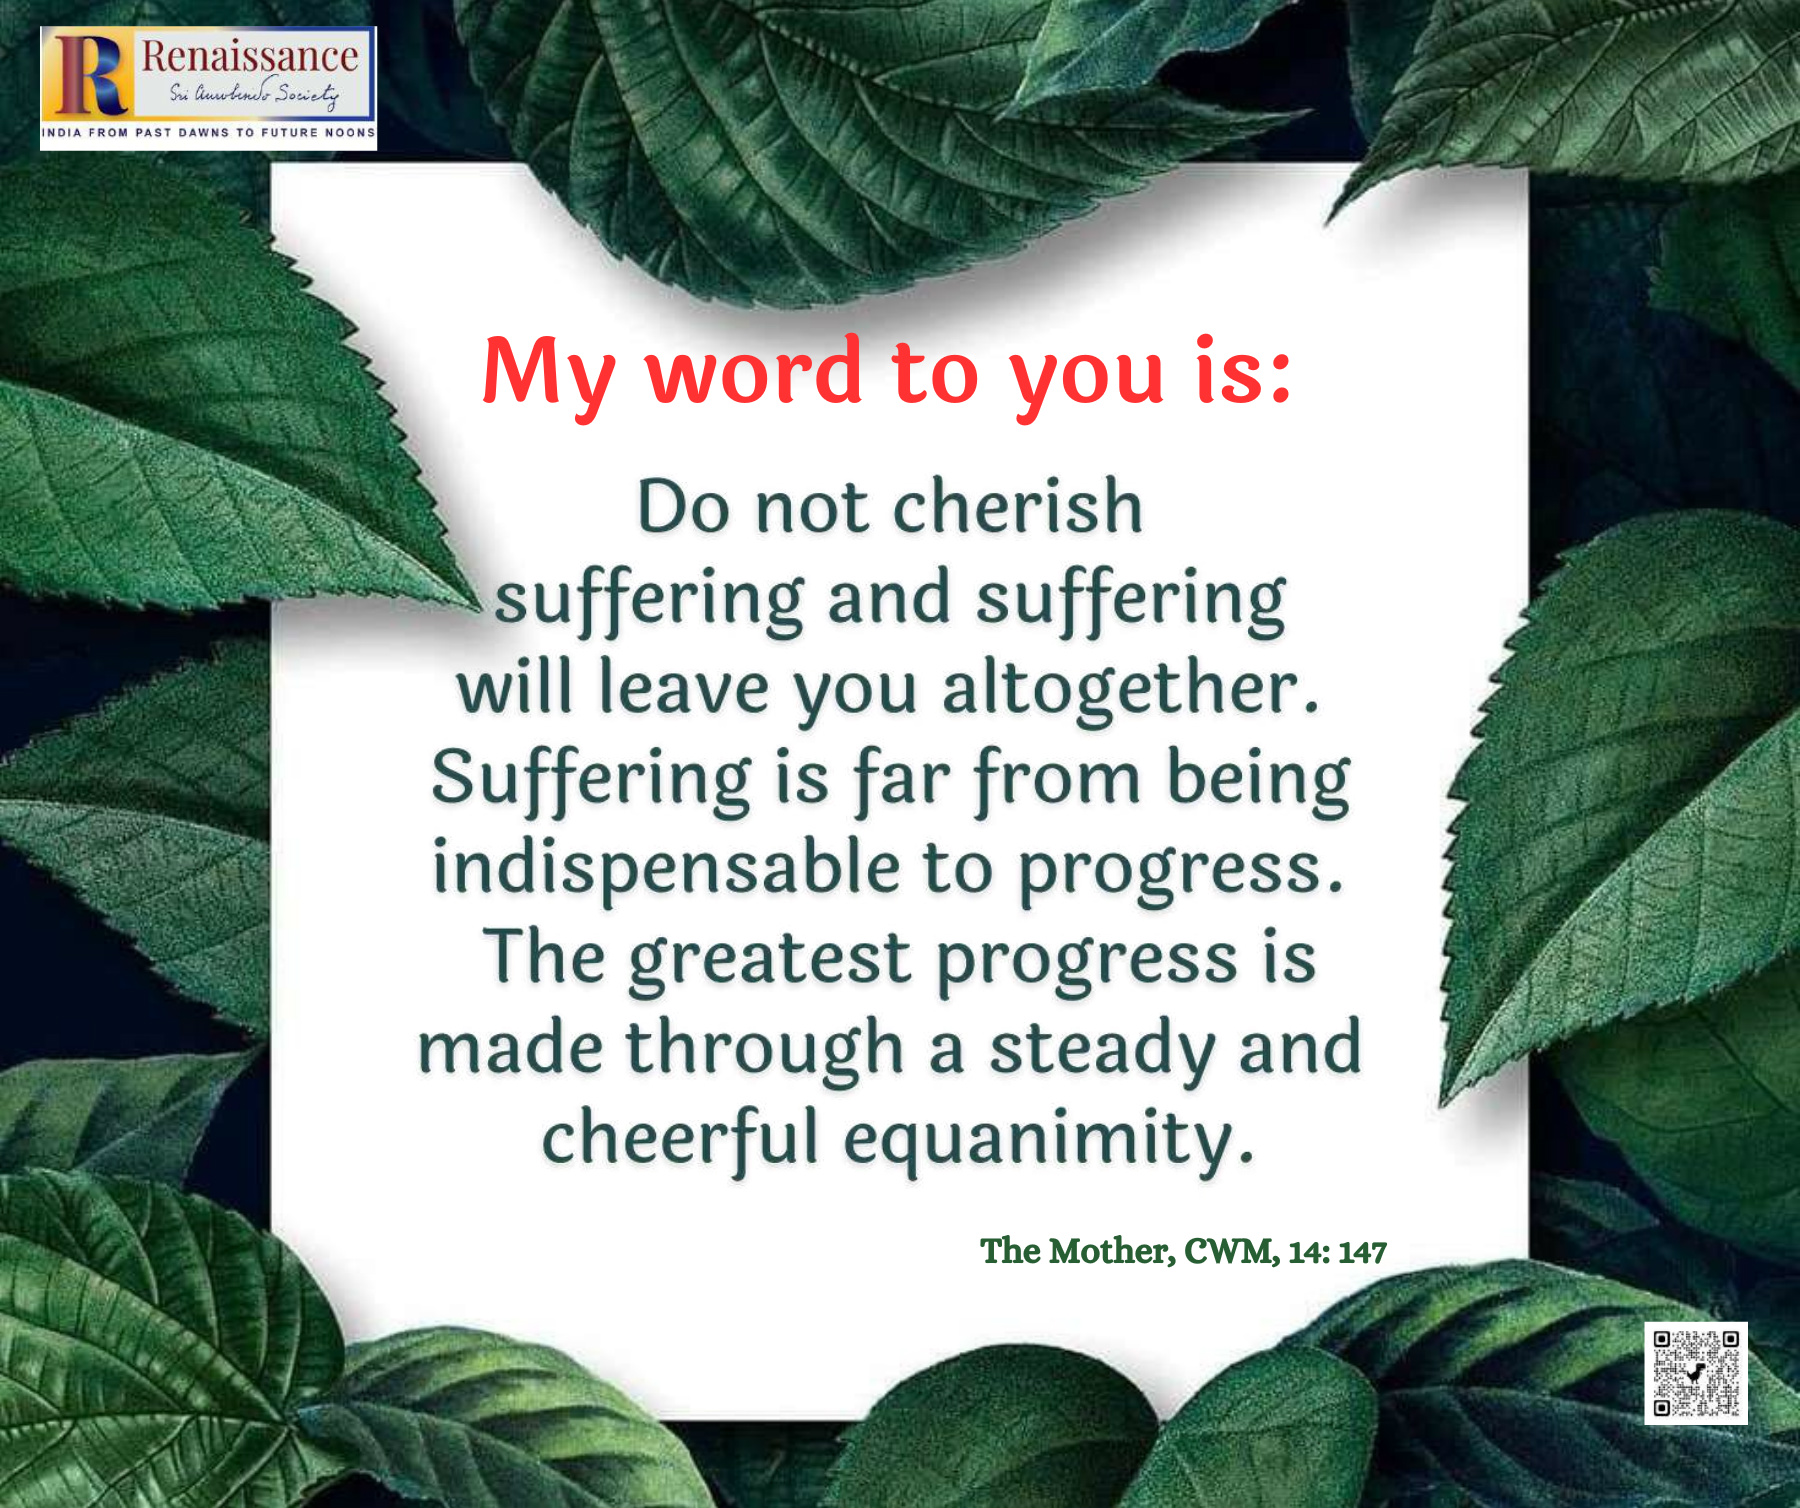 R Renaissance
Sri Aurobindo Society
INDIA FROM PAST DAWNS TO FUTURE NOONS
My word to you is:
Do not cherish
suffering and suffering
will leave you altogether.
Suffering is far from being
indispensable to progress.
The greatest progress is
made through a steady and
cheerful equanimity.
The Mother, CWM, 14: 147